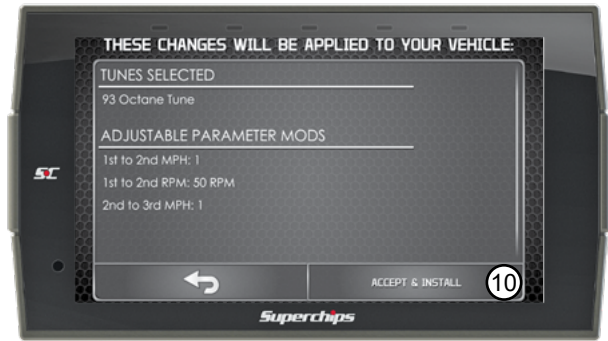 THESE CHANGES WILL BE APPLIED TO YOUR VEHICLE:
TUNES SELECTED
93 Octane Tune
ADJUSTABLE PARAMETER MODS
1st to 2nd MPH: 1
1st to 2nd RPM: 50 RPM
2nd to 3rd MPH: 1
SC
ACCEPT & INSTALL 10
Superchips